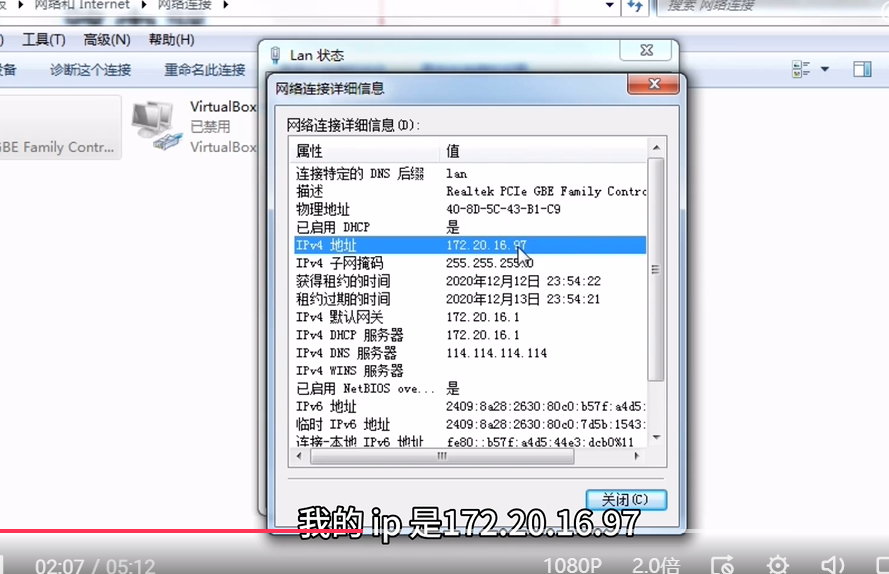 网络和 Internet ▸ 网络连接 ▸
搜索 网络连接
工具(T) 高级(N) 帮助(H)
诊断这个连接 重命名此连接
GBE Family Contr...
VirtualBox
已禁用
VirtualBox
Lan 状态
网络连接详细信息
网络连接详细信息(D):
属性 值
连接特定的 DNS 后缀 lan
描述 Realtek PCIe GBE Family Contro
物理地址 40-8D-5C-43-B1-C9
已启用 DHCP 是
IPv4 地址 172.20.16.97
IPv4 子网掩码 255.255.255.0
获得租约的时间 2020年12月12日 23:54:22
租约过期的时间 2020年12月13日 23:54:21
IPv4 默认网关 172.20.16.1
IPv4 DHCP 服务器 172.20.16.1
IPv4 DNS 服务器 114.114.114.114
IPv4 WINS 服务器
已启用 NetBIOS ove... 是
IPv6 地址 2409:8a28:2630:80c0:b57f:a4d5:
临时 IPv6 地址 2409:8a28:2630:80c0:7d5b:1543:
连接-本地 IPv6 地址 fe80::b57f:a4d5:44e3:dcb0%11
关闭(C)
我的 ip 是172.20.16.97
02:07 / 05:12 1080P 2.0倍